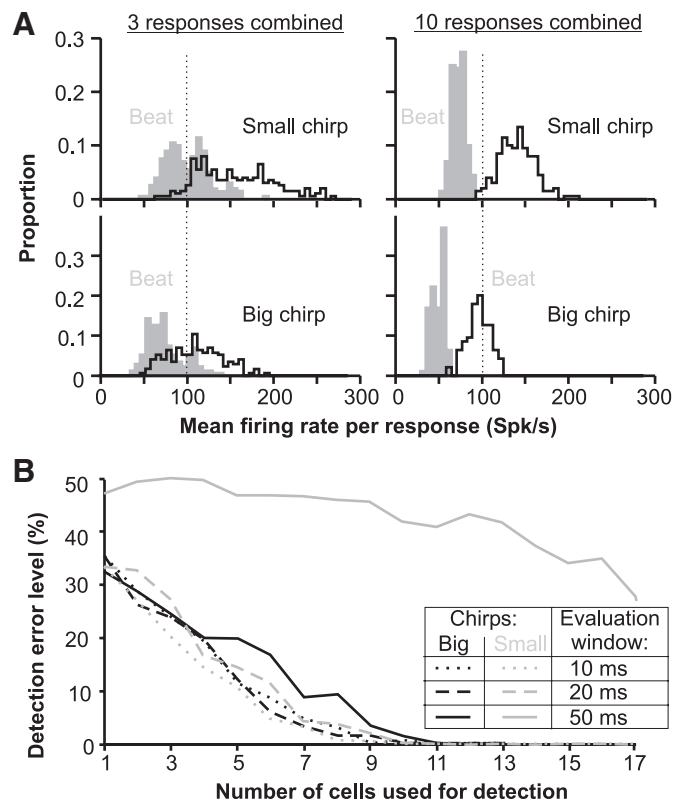 A
3 responses combined
10 responses combined
0.3
0.2
0.1
0
Beat
Small chirp
Beat
Small chirp
Proportion
0.3
0.2
0.1
0
Beat
Big chirp
Beat
Big chirp
0 100 200 300
0 100 200 300
Mean firing rate per response (Spk/s)
B
50
40
30
20
10
0
Detection error level (%)
Chirps: Evaluation
Big Small window:
10 ms
20 ms
50 ms
1 3 5 7 9 11 13 15 17
Number of cells used for detection